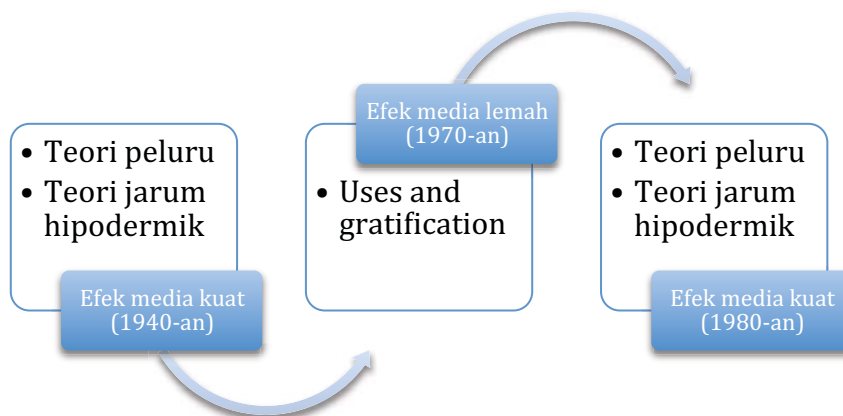 • Teori peluru
• Teori jarum
hipodermik
Efek media kuat
(1940-an)
Efek media lemah
(1970-an)
• Uses and
gratification
• Teori peluru
• Teori jarum
hipodermik
Efek media kuat
(1980-an)